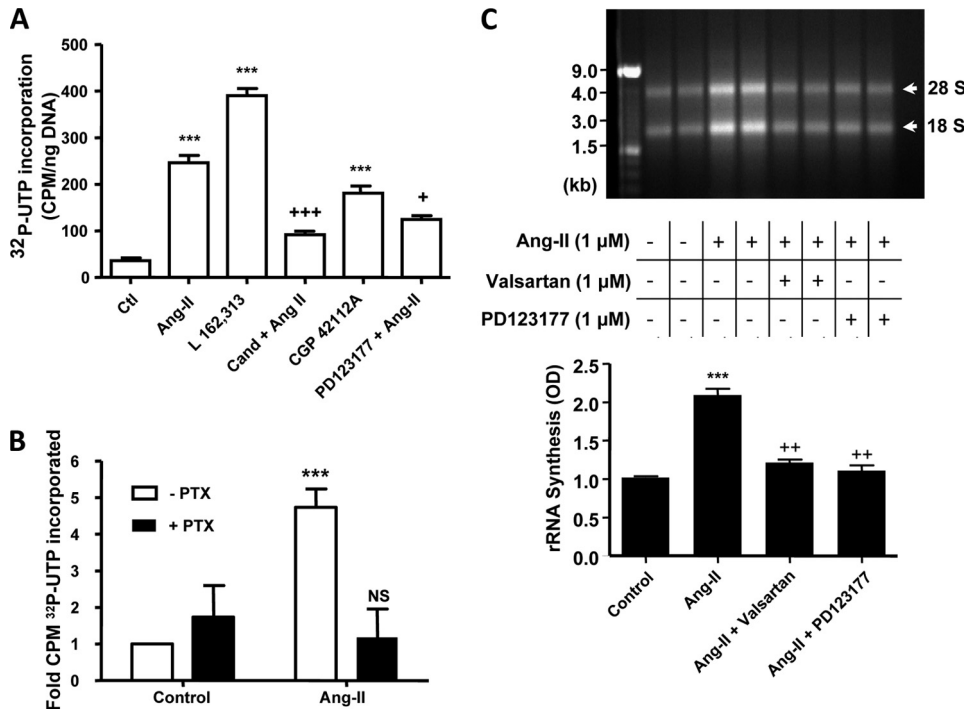 A
32P-UTP incorporation
(CPM/ng DNA)
500
400
300
200
100
0
***
***
+++
***
+
Ctl
Ang-II
L 162,313
Cand + Ang II
CGP 42112A
PD123177 + Ang-II
B
Fold CPM 32P-UTP incorporated
6
5
4
2
1
0
- PTX
+ PTX
***
NS
Control
Ang-II
C
9.0
4.0
3.0
1.5
(kb)
28 S
18 S
Ang-II (1 µM) - - + + + + + +
Valsartan (1 µM) - - - - + + - -
PD123177 (1 µM) - - - - - - + +
rRNA Synthesis (OD)
2.5
2.0
1.5
1.0
0.5
0.0
***
++
++
Control
Ang-II
Ang-II + Valsartan
Ang-II + PD123177